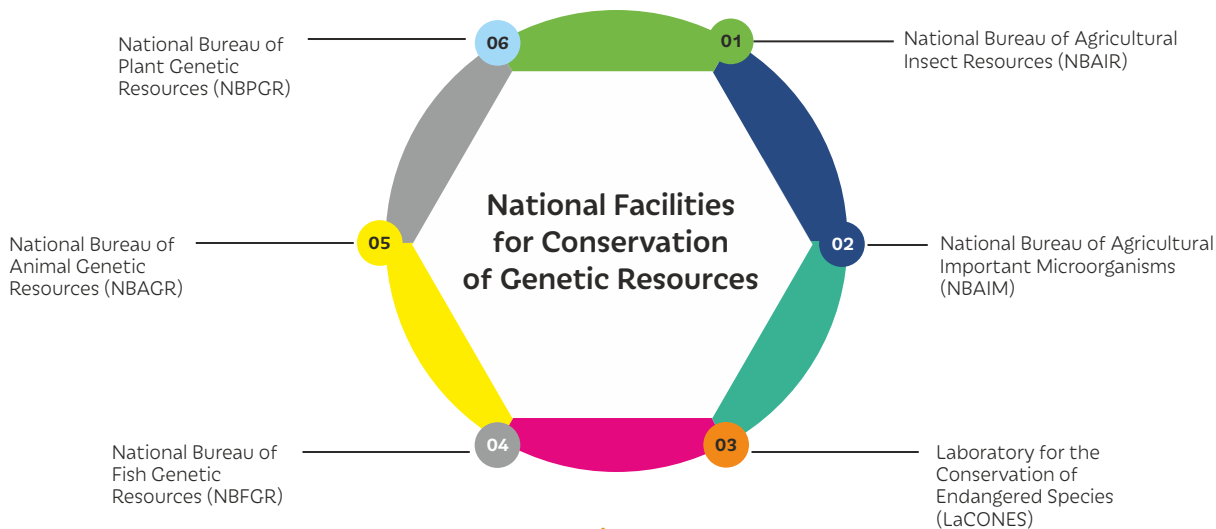 National Facilities
for Conservation
of Genetic Resources
01
National Bureau of Agricultural
Insect Resources (NBAIR)
02
National Bureau of Agricultural
Important Microorganisms
(NBAIM)
03
Laboratory for the
Conservation of
Endangered Species
(LaCONES)
04
National Bureau of
Fish Genetic
Resources (NBFGR)
05
National Bureau of
Animal Genetic
Resources (NBAGR)
06
National Bureau of
Plant Genetic
Resources (NBPGR)